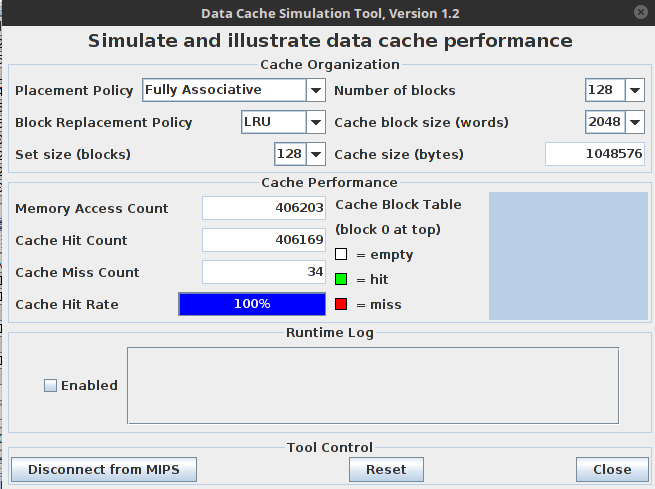 Data Cache Simulation Tool, Version 1.2
Simulate and illustrate data cache performance
Cache Organization
Placement Policy Fully Associative Number of blocks 128
Block Replacement Policy LRU Cache block size (words) 2048
Set size (blocks) 128 Cache size (bytes) 1048576
Cache Performance
Memory Access Count 406203 Cache Block Table
(block 0 at top)
Cache Hit Count 406169
= empty
Cache Miss Count 34
= hit
Cache Hit Rate 100% = miss
Runtime Log
Enabled
Tool Control
Disconnect from MIPS Reset Close